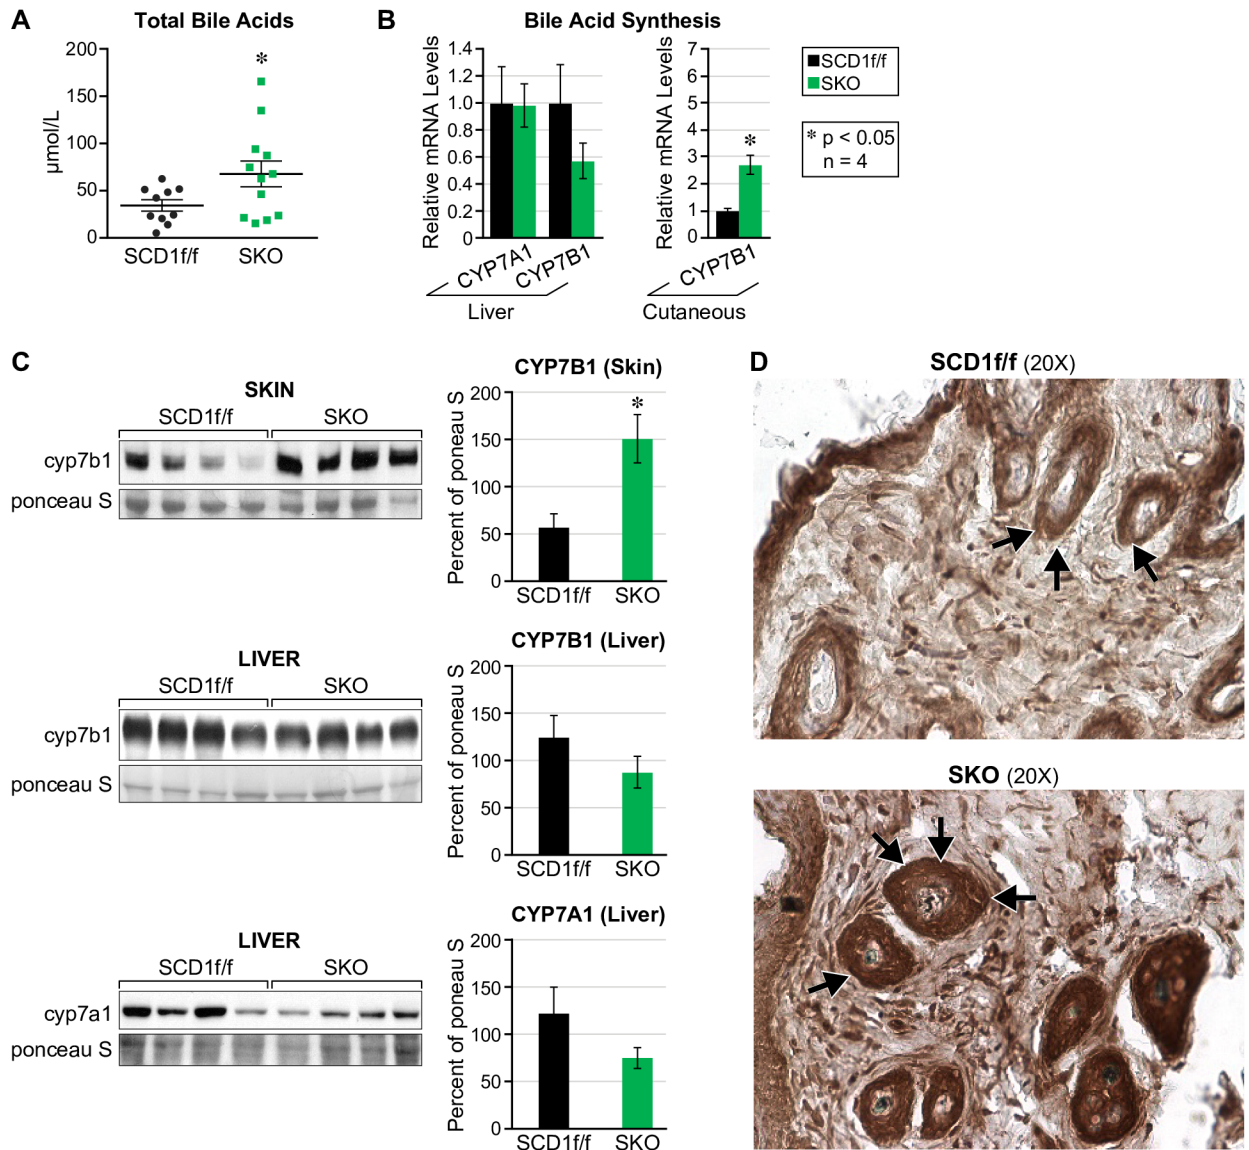 A
Total Bile Acids
200
150
100
50
0
µmol/L
*
SCD1f/f
SKO
B
Bile Acid Synthesis
Relative mRNA Levels
1.4
1.2
1.0
0.8
0.6
0.4
0.2
0
CYP7A1
CYP7B1
Liver
Relative mRNA Levels
7
6
5
4
3
2
1
0
*
CYP7B1
Cutaneous
SCD1f/f
SKO
* p < 0.05
n = 4
C
SKIN
SCD1f/f
SKO
cyp7b1
ponceau S
CYP7B1 (Skin)
Percent of poneau S
200
150
100
50
0
*
SCD1f/f
SKO
LIVER
SCD1f/f
SKO
cyp7b1
ponceau S
CYP7B1 (Liver)
Percent of poneau S
200
150
100
50
0
SCD1f/f
SKO
LIVER
SCD1f/f
SKO
cyp7a1
ponceau S
CYP7A1 (Liver)
Percent of poneau S
200
150
100
50
0
SCD1f/f
SKO
D
SCD1f/f (20X)
SKO (20X)